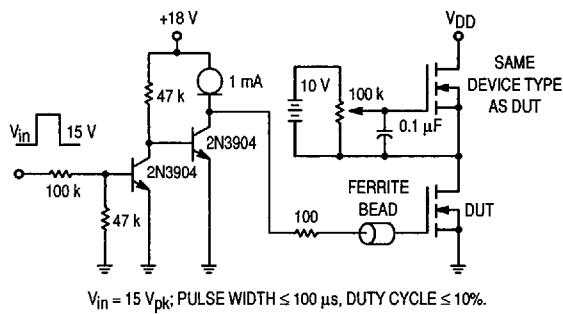 +18 V
V_DD
47 k
1 mA
10 V
100 k
SAME
DEVICE TYPE
AS DUT
V_in
15 V
2N3904
0.1 µF
2N3904
100 k
47 k
FERRITE
BEAD
DUT
100
V_in = 15 V_pk; PULSE WIDTH ≤ 100 µs, DUTY CYCLE ≤ 10%.